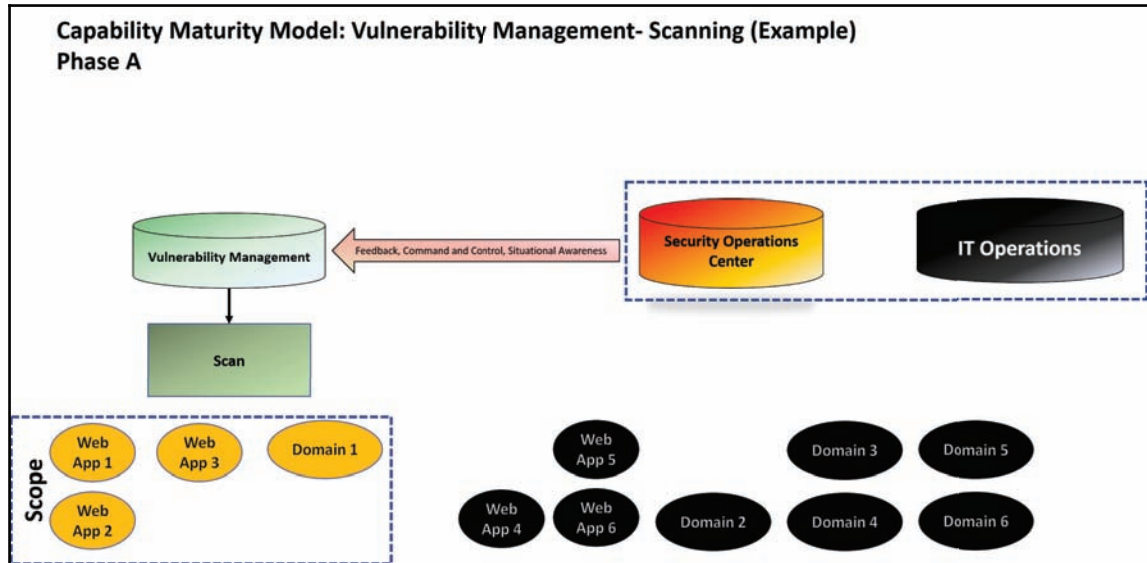 Capability Maturity Model: Vulnerability Management- Scanning (Example)
Phase A
Vulnerability Management
Feedback, Command and Control, Situational Awareness
Security Operations
Center
IT Operations
Scan
Scope
Web
App 1
Web
App 3
Domain 1
Web
App 2
Web
App 5
Domain 3
Domain 5
Web
App 4
Web
App 6
Domain 2
Domain 4
Domain 6